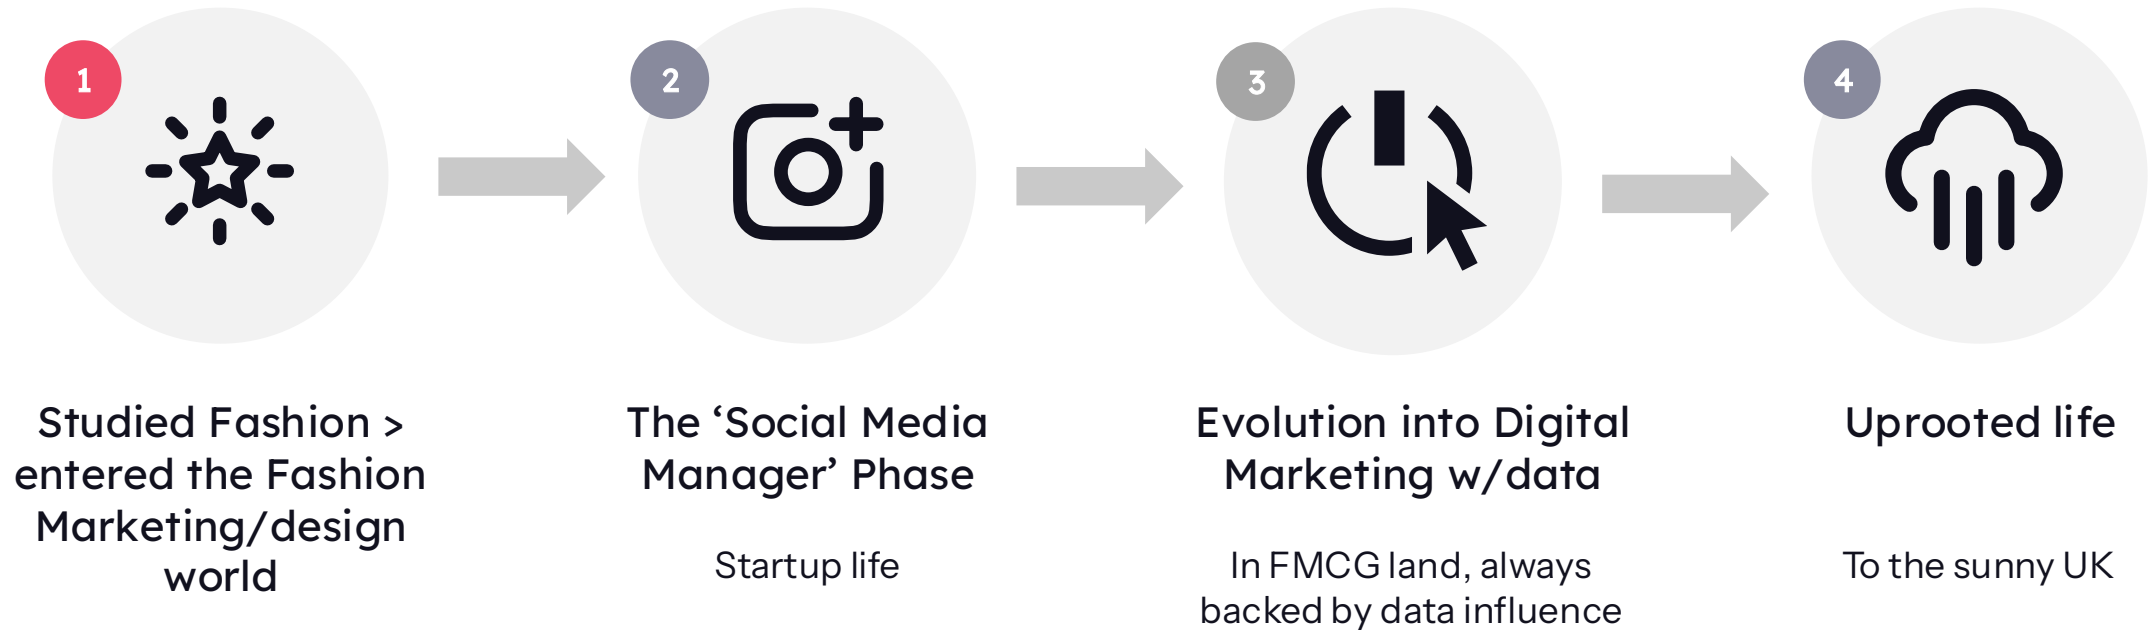 1
Studied Fashion >
entered the Fashion
Marketing/design
world
2
The ‘Social Media
Manager’ Phase
Startup life
3
Evolution into Digital
Marketing w/data
In FMCG land, always
backed by data influence
4
Uprooted life
To the sunny UK